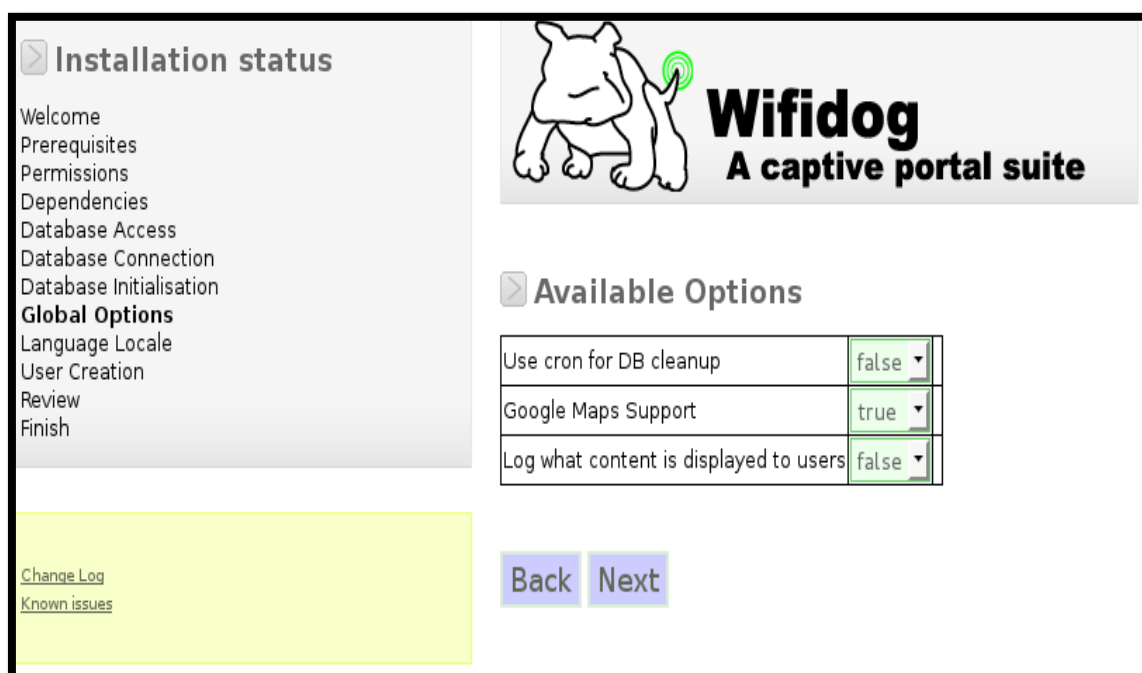 Installation status
Welcome
Prerequisites
Permissions
Dependencies
Database Access
Database Connection
Database Initialisation
Global Options
Language Locale
User Creation
Review
Finish
Change Log
Known issues
Wifidog
A captive portal suite
Available Options
Use cron for DB cleanup false
Google Maps Support true
Log what content is displayed to users false
Back Next